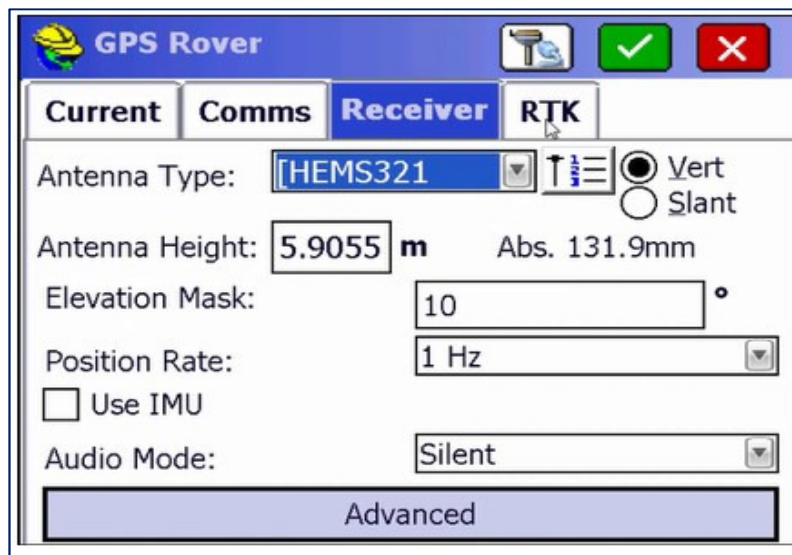 GPS Rover
Current Comms Receiver RTK
Antenna Type: [HEMS321 Vert
Slant
Antenna Height: 5.9055 m Abs. 131.9mm
Elevation Mask: 10 °
Position Rate: 1 Hz
Use IMU
Audio Mode: Silent
Advanced